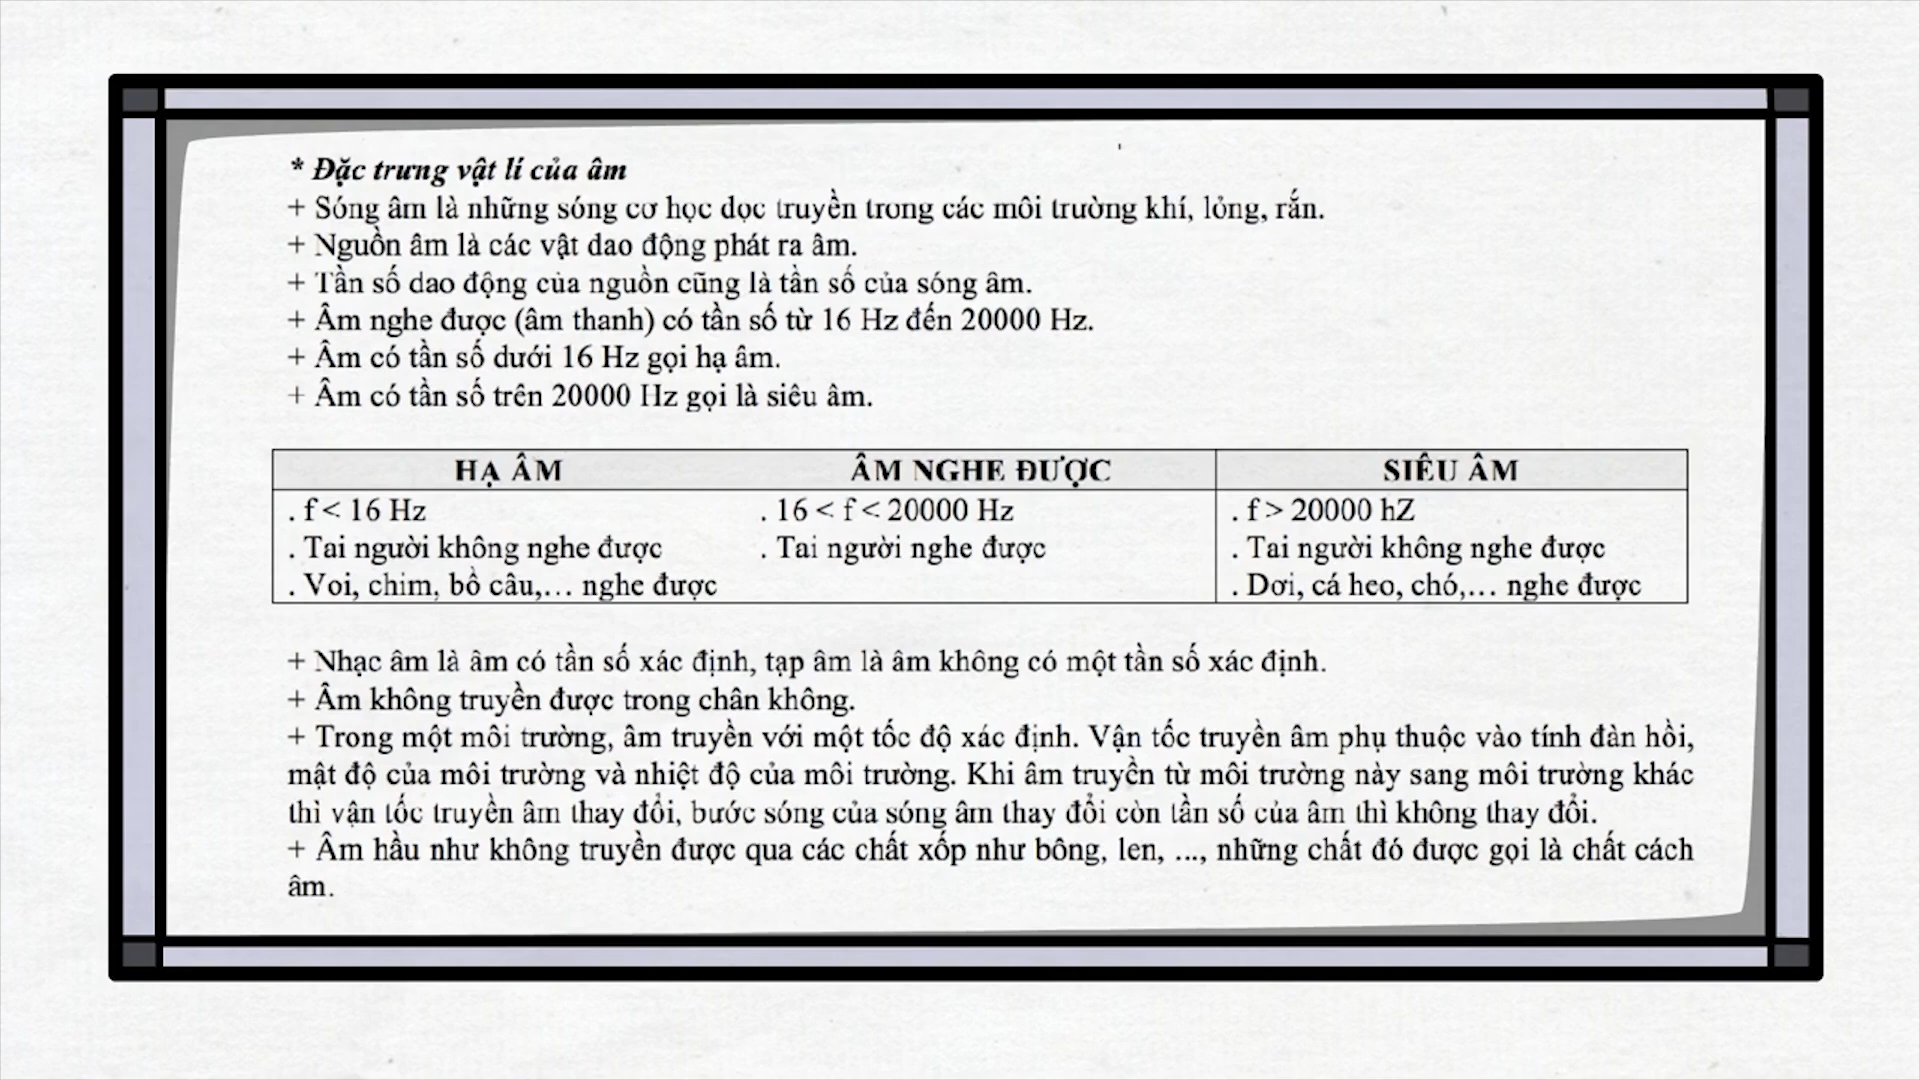 * Đặc trưng vật lí của âm
+ Sóng âm là những sóng cơ học dọc truyền trong các môi trường khí, lỏng, rắn.
+ Nguồn âm là các vật dao động phát ra âm.
+ Tần số dao động của nguồn cũng là tần số của sóng âm.
+ Âm nghe được (âm thanh) có tần số từ 16 Hz đến 20000 Hz.
+ Âm có tần số dưới 16 Hz gọi hạ âm.
+ Âm có tần số trên 20000 Hz gọi là siêu âm.
HẠ ÂM ÂM NGHE ĐƯỢC SIÊU ÂM
. f < 16 Hz . 16 < f < 20000 Hz . f > 20000 hZ
. Tai người không nghe được . Tai người nghe được . Tai người không nghe được
. Voi, chim, bồ câu,... nghe được . Dơi, cá heo, chó,... nghe được
+ Nhạc âm là âm có tần số xác định, tạp âm là âm không có một tần số xác định.
+ Âm không truyền được trong chân không.
+ Trong một môi trường, âm truyền với một tốc độ xác định. Vận tốc truyền âm phụ thuộc vào tính đàn hồi,
mật độ của môi trường và nhiệt độ của môi trường. Khi âm truyền từ môi trường này sang môi trường khác
thì vận tốc truyền âm thay đổi, bước sóng của sóng âm thay đổi còn tần số của âm thì không thay đổi.
+ Âm hầu như không truyền được qua các chất xốp như bông, len, ..., những chất đó được gọi là chất cách
âm.